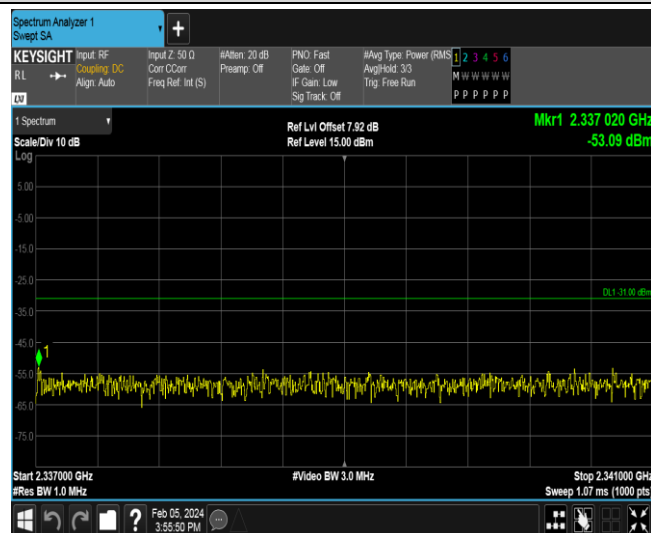 Spectrum Analyzer 1
Swept SA
+
KEYSIGHT Input: RF Input Z: 50 Ω #Atten: 20 dB PNO: Fast #Avg Type: Power (RMS 1 2 3 4 5 6
RL Coupling: DC Corr CCorr Preamp: Off Gate: Off Avg|Hold: 3/3 M W W W W W
Align: Auto Freq Ref: Int (S) IF Gain: Low Trig: Free Run
Sig Track: Off P P P P P P
1 Spectrum Ref Lvl Offset 7.92 dB Mkr1 2.337 020 GHz
Scale/Div 10 dB Ref Level 15.00 dBm -53.09 dBm
Log
5.00
-5.00
-15.0
-25.0
DL1 -31.00 dBm
-35.0
-45.0
1
-55.0
-65.0
-75.0
Start 2.337000 GHz #Video BW 3.0 MHz Stop 2.341000 GHz
#Res BW 1.0 MHz Sweep 1.07 ms (1000 pts)
? Feb 05, 2024
3:55:50 PM